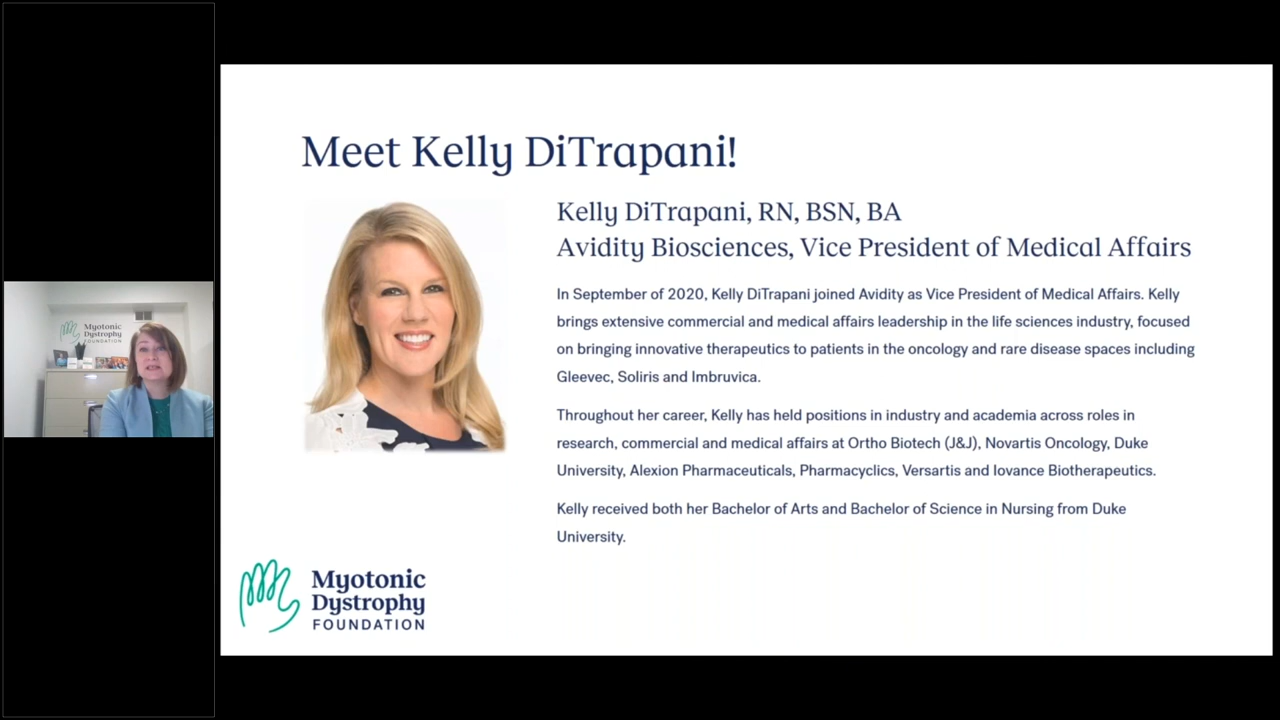 Meet Kelly DiTrapani!
Kelly DiTrapani, RN, BSN, BA
Avidity Biosciences, Vice President of Medical Affairs
In September of 2020, Kelly DiTrapani joined Avidity as Vice President of Medical Affairs. Kelly
brings extensive commercial and medical affairs leadership in the life sciences industry, focused
on bringing innovative therapeutics to patients in the oncology and rare disease spaces including
Gleevec, Soliris and Imbruvica.
Throughout her career, Kelly has held positions in industry and academia across roles in
research, commercial and medical affairs at Ortho Biotech (J&J), Novartis Oncology, Duke
University, Alexion Pharmaceuticals, Pharmacyclics, Versartis and Iovance Biotherapeutics.
Kelly received both her Bachelor of Arts and Bachelor of Science in Nursing from Duke
University.
Myotonic
Dystrophy
FOUNDATION
Myotonic
Dystrophy
FOUNDATION